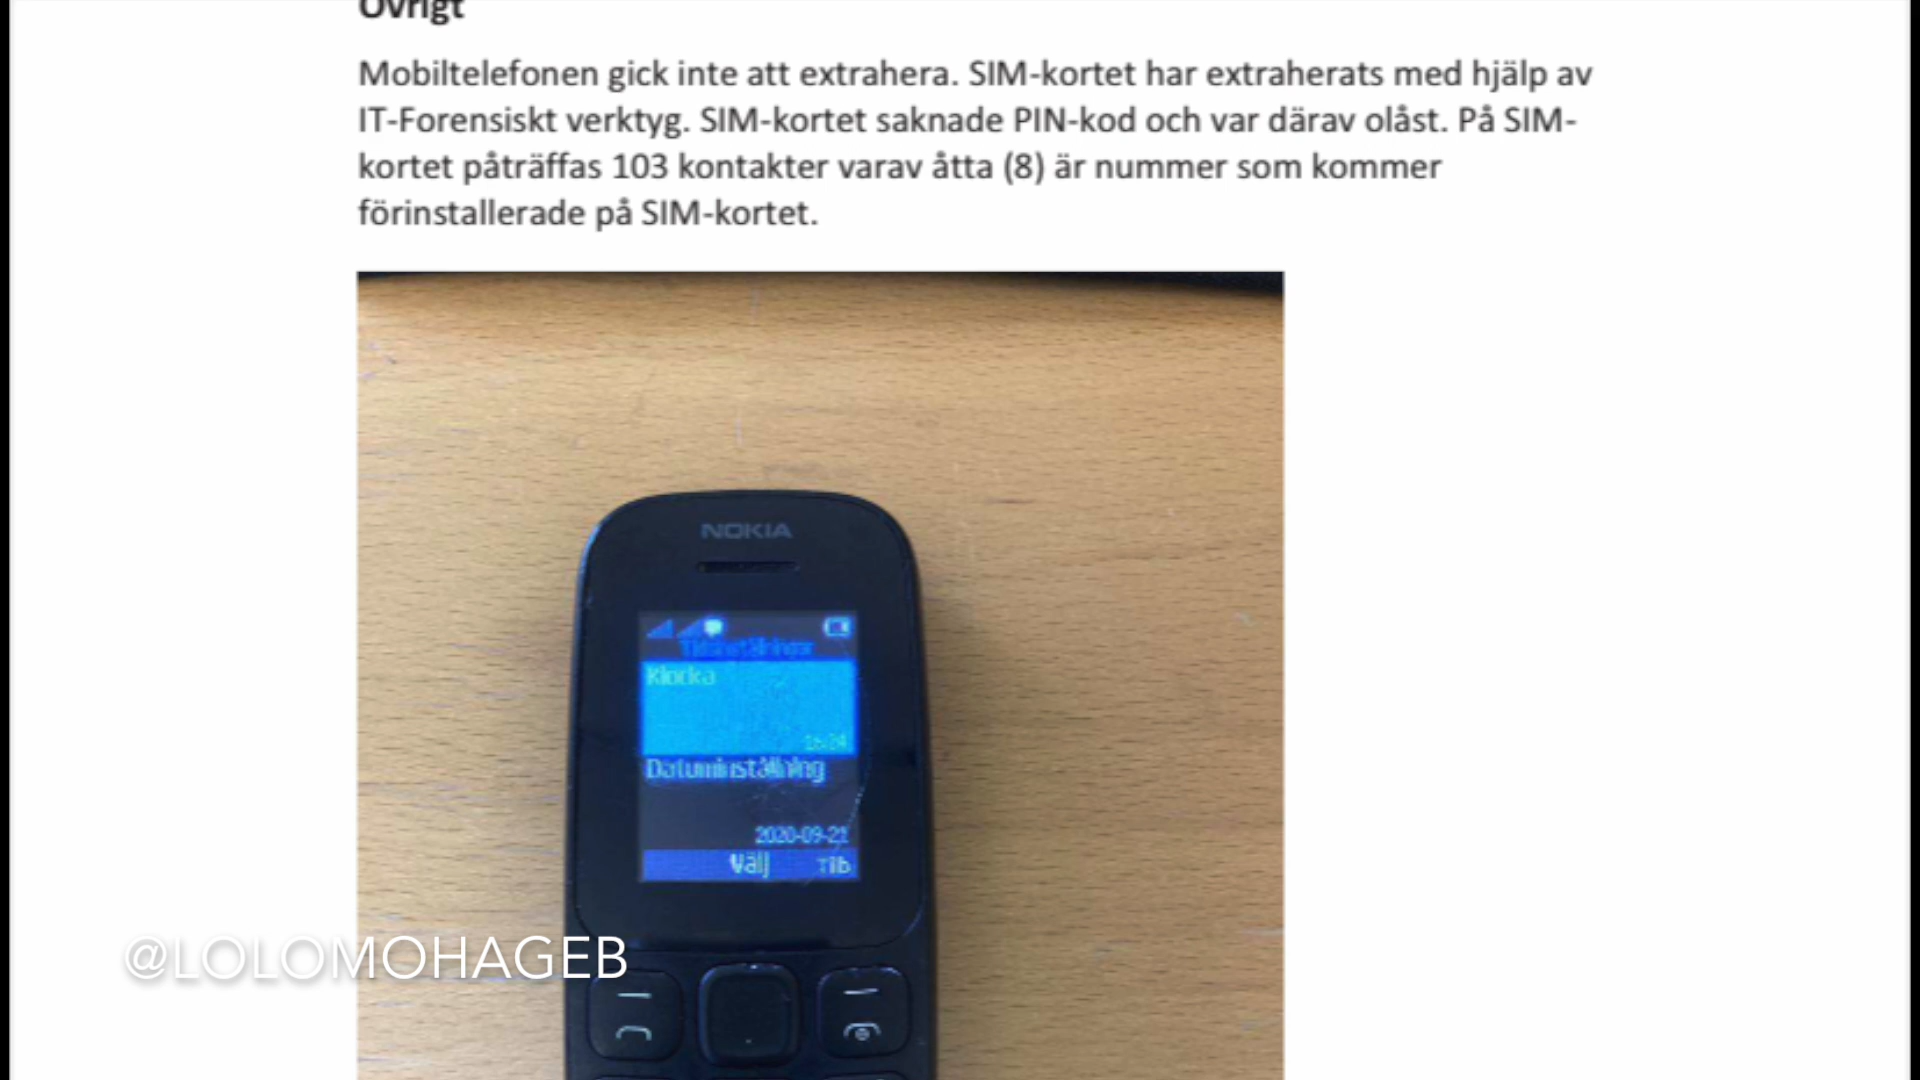 Övrigt
Mobiltelefonen gick inte att extrahera. SIM-kortet har extraherats med hjälp av
IT-Forensiskt verktyg. SIM-kortet saknade PIN-kod och var därav olåst. På SIM-
kortet påträffas 103 kontakter varav åtta (8) är nummer som kommer
förinstallerade på SIM-kortet.
NOKIA
Tidsinställningar
Klocka
Datuminställning
2020-09-21
Välj Tillb
@LOLOMOHAGEB